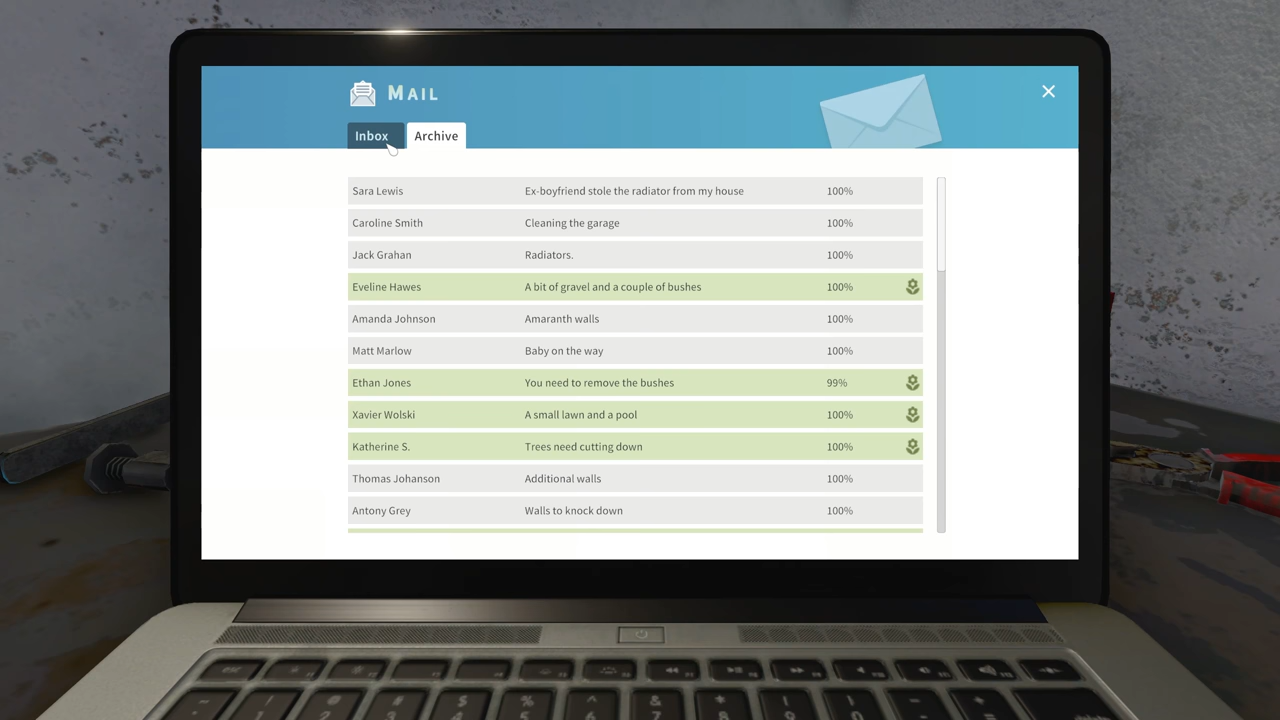 MAIL
Inbox Archive
Sara Lewis Ex-boyfriend stole the radiator from my house 100%
Caroline Smith Cleaning the garage 100%
Jack Grahan Radiators. 100%
Eveline Hawes A bit of gravel and a couple of bushes 100%
Amanda Johnson Amaranth walls 100%
Matt Marlow Baby on the way 100%
Ethan Jones You need to remove the bushes 99%
Xavier Wolski A small lawn and a pool 100%
Katherine S. Trees need cutting down 100%
Thomas Johanson Additional walls 100%
Antony Grey Walls to knock down 100%